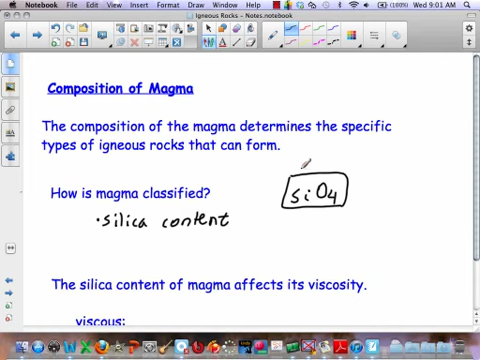 Notebook File Edit View Insert Format Draw Window Help (100%) Wed 9:01 AM
Igneous Rocks – Notes.notebook
Composition of Magma
The composition of the magma determines the specific
types of igneous rocks that can form.
How is magma classified?
SiO4
•silica content
The silica content of magma affects its viscosity.
viscous: